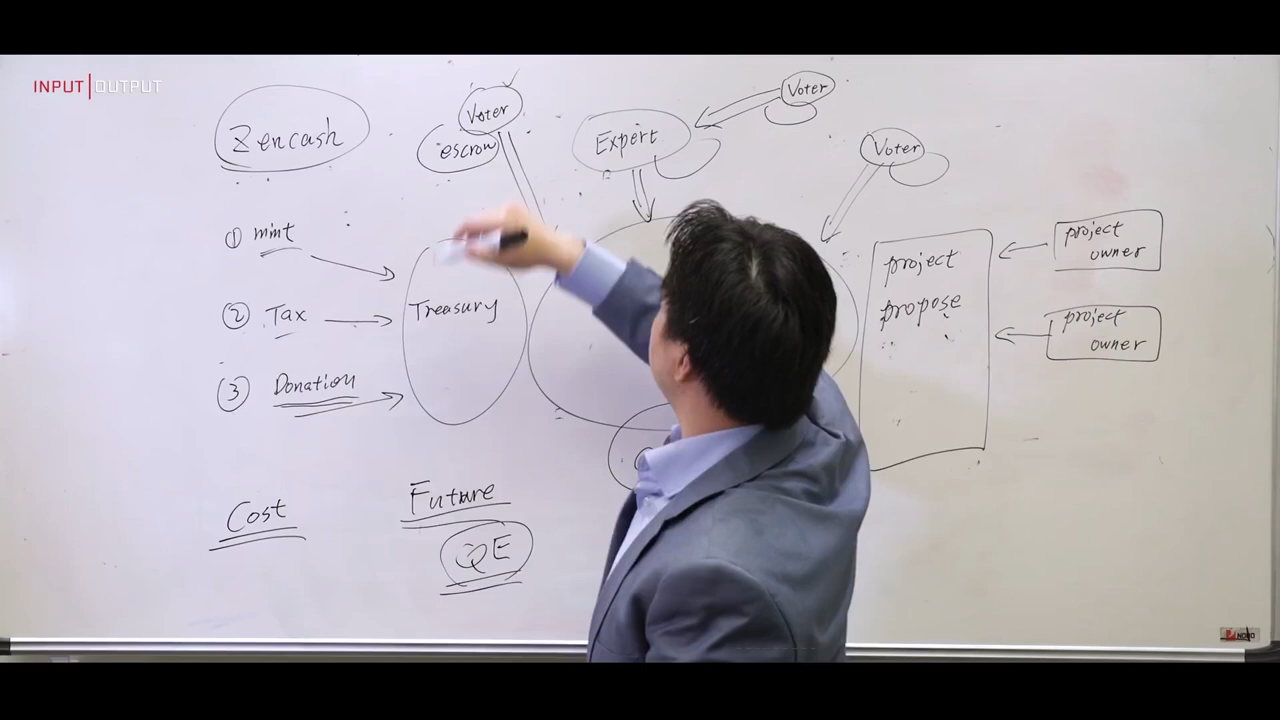 INPUT|OUTPUT
Zencash
Voter
escrow
Expert
Voter
Voter
① mint
② Tax
③ Donation
Treasury
project
propose
project
owner
project
owner
Cost
Future
QE
NOBO